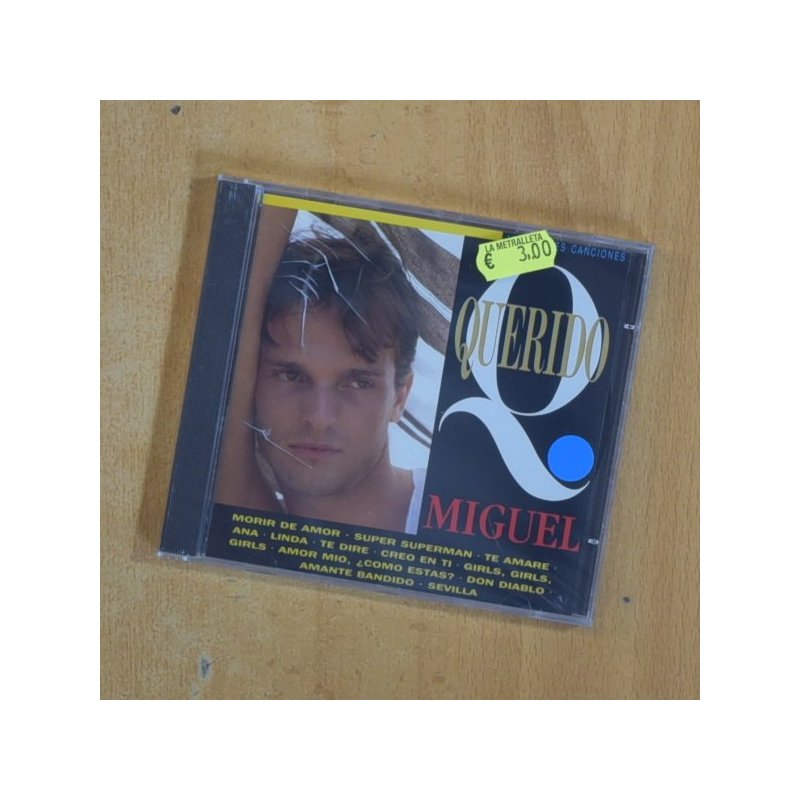 LA METRALLETA
€ 3,00
ES CANCIONES
Q
QUERIDO
MIGUEL
MORIR DE AMOR · SUPER SUPERMAN · TE AMARE ·
ANA · LINDA · TE DIRE · CREO EN TI · GIRLS, GIRLS,
GIRLS · AMOR MIO, ¿COMO ESTAS? · DON DIABLO ·
AMANTE BANDIDO · SEVILLA